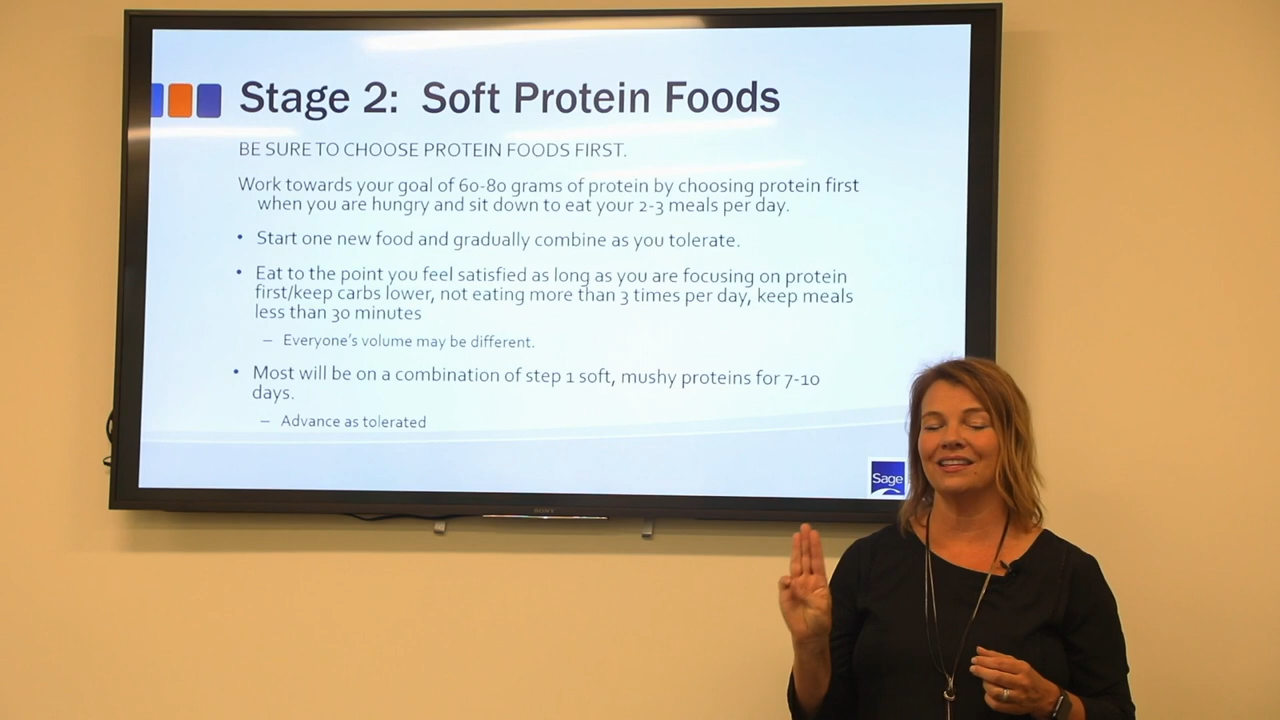 Stage 2: Soft Protein Foods
BE SURE TO CHOOSE PROTEIN FOODS FIRST.
Work towards your goal of 60-80 grams of protein by choosing protein first
when you are hungry and sit down to eat your 2-3 meals per day.
• Start one new food and gradually combine as you tolerate.
• Eat to the point you feel satisfied as long as you are focusing on protein
first/keep carbs lower, not eating more than 3 times per day, keep meals
less than 30 minutes
– Everyone's volume may be different.
• Most will be on a combination of step 1 soft, mushy proteins for 7-10
days.
– Advance as tolerated
Sage
SONY